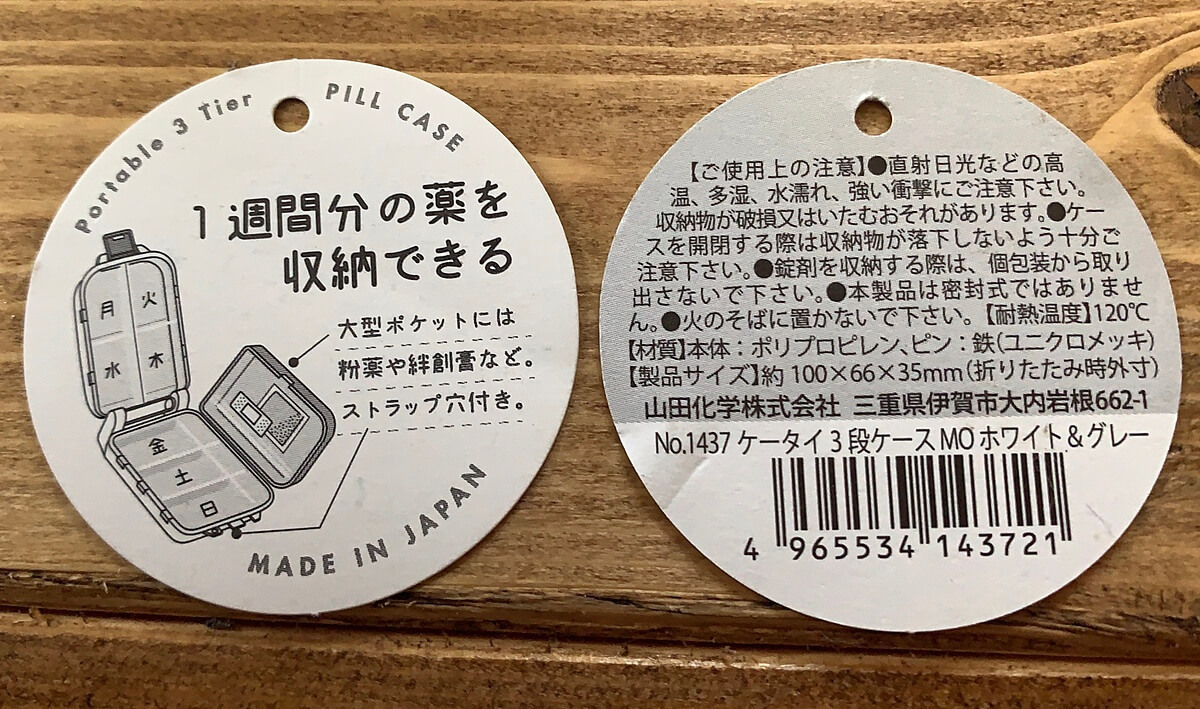 Portable 3 Tier PILL CASE
1週間分の薬を
収納できる
大型ポケットには
粉薬や絆創膏など。
ストラップ穴付き。
月 火
水 木
金
土
日
MADE IN JAPAN
【ご使用上の注意】●直射日光などの高
温、多湿、水濡れ、強い衝撃にご注意下さい。
収納物が破損又はいたむおそれがあります。●ケー
スを開閉する際は収納物が落下しないよう十分ご
注意下さい。●錠剤を収納する際は、個包装から取り
出さないで下さい。●本製品は密封式ではありませ
ん。●火のそばに置かないで下さい。【耐熱温度】120℃
【材質】本体：ポリプロピレン、ピン：鉄(ユニクロメッキ)
【製品サイズ】約 100×66×35mm(折りたたみ時外寸)
山田化学株式会社 三重県伊賀市大内岩根662-1
No.1437 ケータイ3段ケースMO ホワイト&グレー
4 965534 143721